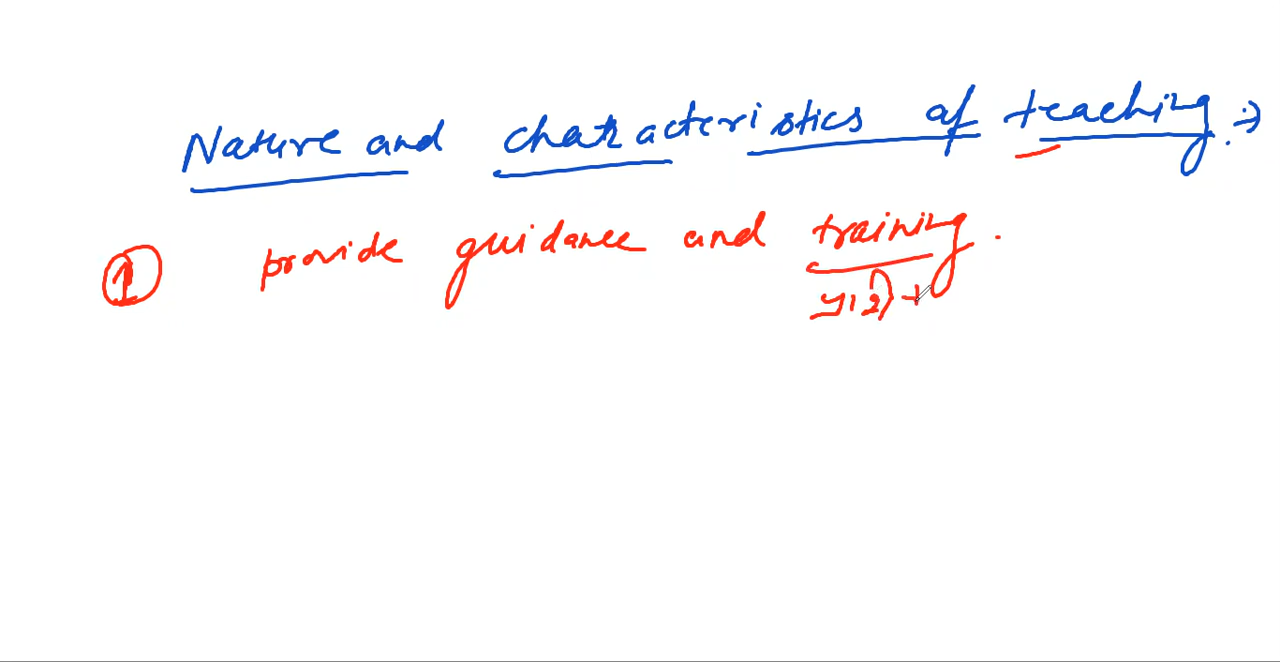 Nature and characteristics of teaching :→
① provide guidance and training.